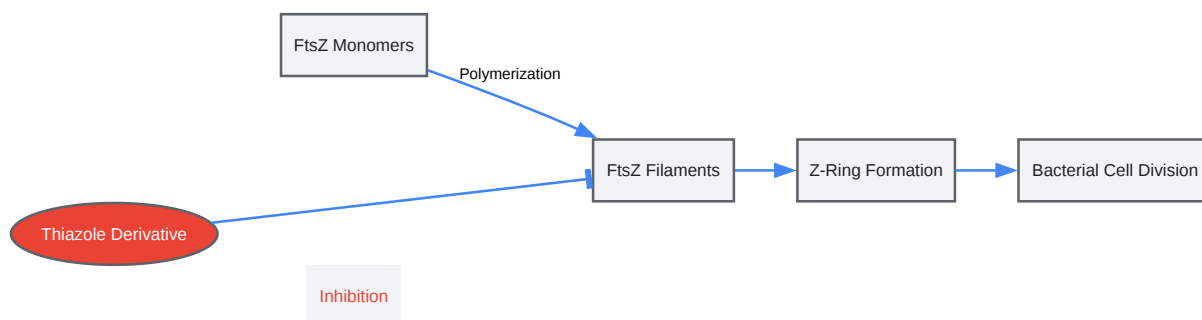 FtsZ Monomers
Polymerization
FtsZ Filaments
Z-Ring Formation
Bacterial Cell Division
Thiazole Derivative
Inhibition